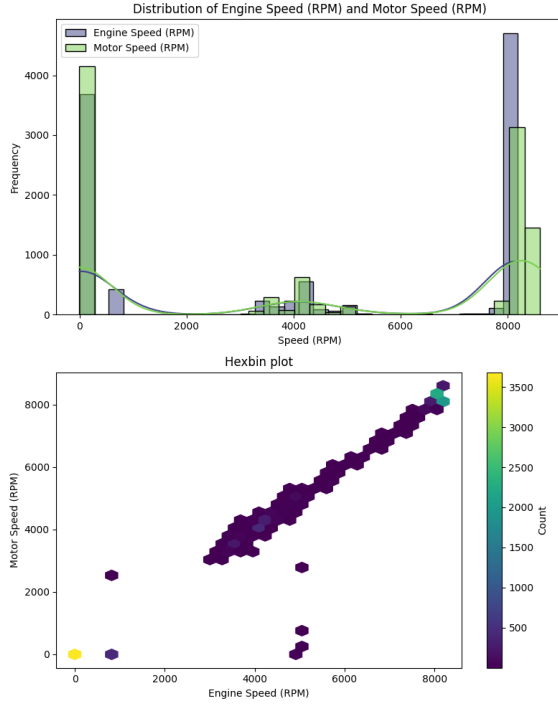 Distribution of Engine Speed (RPM) and Motor Speed (RPM)
Engine Speed (RPM)
Motor Speed (RPM)
4000
3000
2000
1000
0
Frequency
0 2000 4000 6000 8000
Speed (RPM)
Hexbin plot
8000
6000
4000
2000
0
Motor Speed (RPM)
0 2000 4000 6000 8000
Engine Speed (RPM)
3500
3000
2500
2000
1500
1000
500
Count